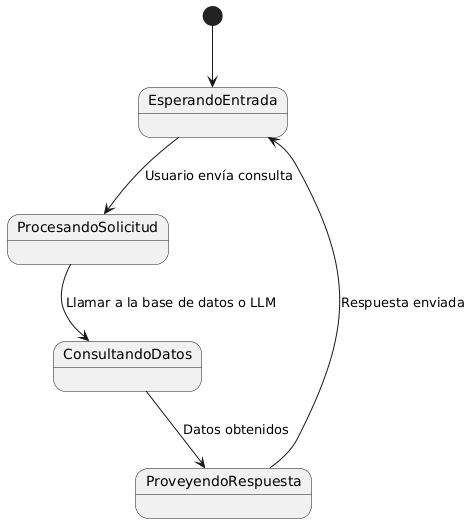 EsperandoEntrada
Usuario envía consulta
ProcesandoSolicitud
Llamar a la base de datos o LLM
Respuesta enviada
ConsultandoDatos
Datos obtenidos
ProveyendoRespuesta